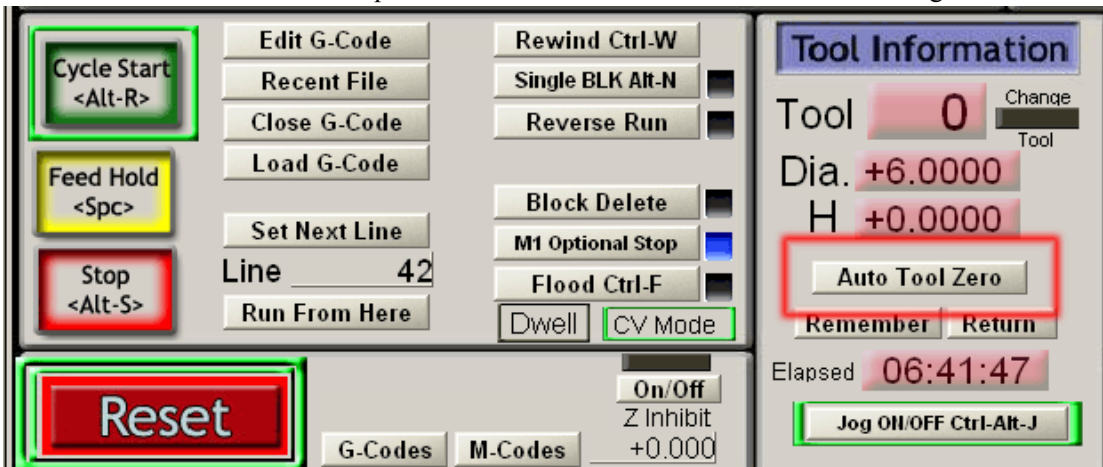 Cycle Start
<Alt-R>
Feed Hold
<Spc>
Stop
<Alt-S>
Edit G-Code
Recent File
Close G-Code
Load G-Code
Set Next Line
Line 42
Run From Here
Rewind Ctrl-W
Single BLK Alt-N
Reverse Run
Block Delete
M1 Optional Stop
Flood Ctrl-F
Dwell CV Mode
Tool Information
Tool 0 Change
Tool
Dia. +6.0000
H +0.0000
Auto Tool Zero
Remember Return
Elapsed 06:41:47
Jog ON/OFF Ctrl-Alt-J
Reset
G-Codes M-Codes
On/Off
Z Inhibit
+0.000